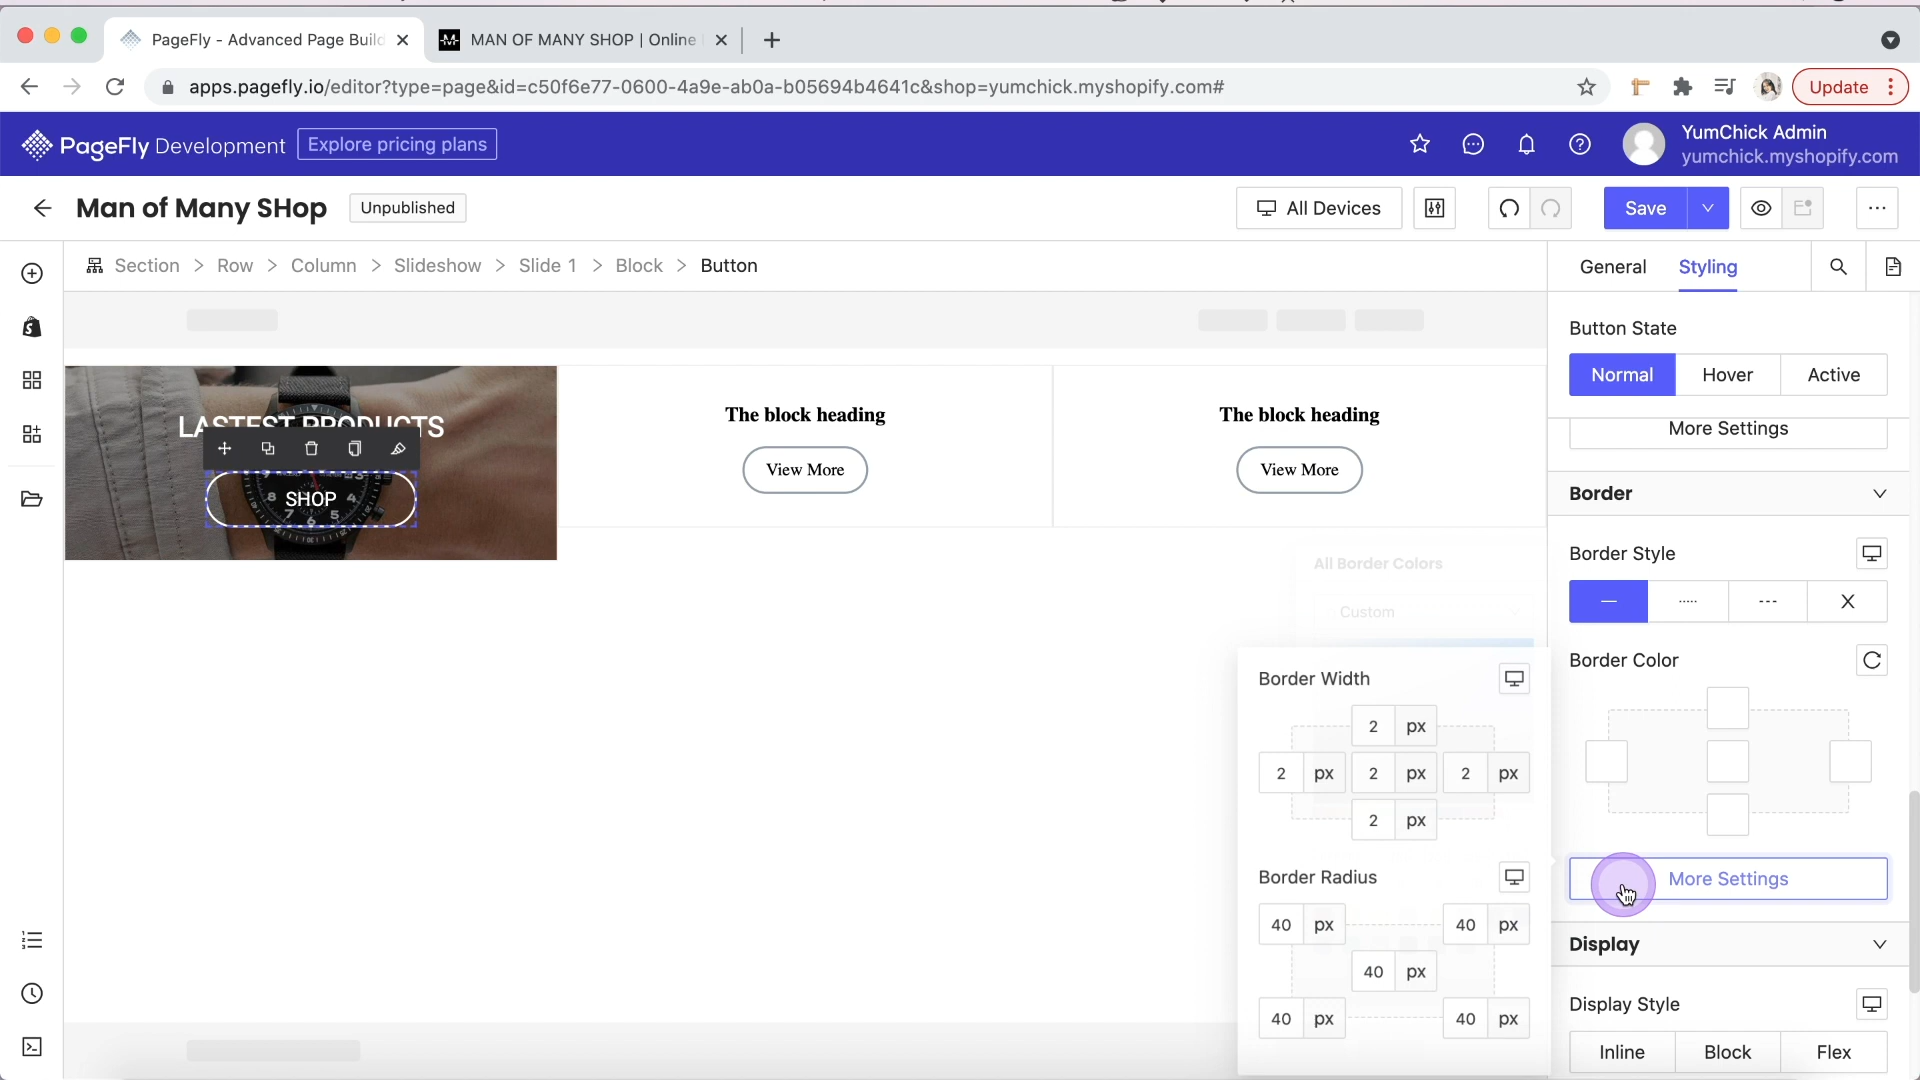 PageFly - Advanced Page Build
MAN OF MANY SHOP | Online
apps.pagefly.io/editor?type=page&id=c50f6e77-0600-4a9e-ab0a-b05694b4641c&shop=yumchick.myshopify.com#
Update
PageFly Development
Explore pricing plans
YumChick Admin
yumchick.myshopify.com
Man of Many SHop
Unpublished
All Devices
Save
Section > Row > Column > Slideshow > Slide 1 > Block > Button
General
Styling
Button State
Normal
Hover
Active
More Settings
LASTEST PRODUCTS
SHOP
The block heading
View More
The block heading
View More
Border
Border Style
X
Border Color
All Border Colors
Custom
Border Width
2 px
2 px
2 px
2 px
2 px
Border Radius
40 px
40 px
40 px
40 px
40 px
More Settings
Display
Display Style
Inline
Block
Flex